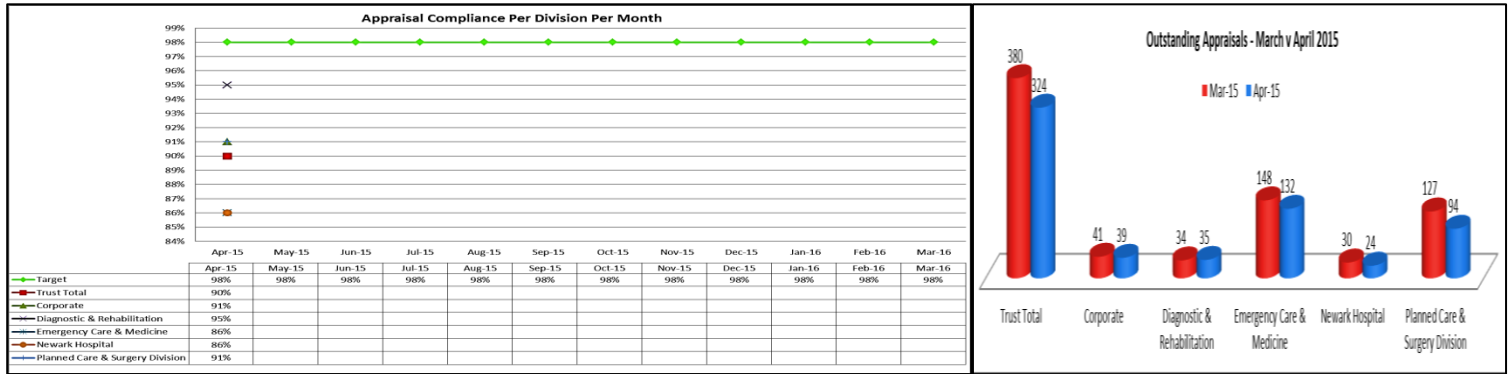 Appraisal Compliance Per Division Per Month
99%
98%
97%
96%
95%
94%
93%
92%
91%
90%
89%
88%
87%
86%
85%
84%
Apr-15 May-15 Jun-15 Jul-15 Aug-15 Sep-15 Oct-15 Nov-15 Dec-15 Jan-16 Feb-16 Mar-16
Apr-15 May-15 Jun-15 Jul-15 Aug-15 Sep-15 Oct-15 Nov-15 Dec-15 Jan-16 Feb-16 Mar-16
Target 98% 98% 98% 98% 98% 98% 98% 98% 98% 98% 98% 98%
Trust Total 90%
Corporate 91%
Diagnostic & Rehabilitation 95%
Emergency Care & Medicine 86%
Newark Hospital 86%
Planned Care & Surgery Division 91%
Outstanding Appraisals - March v April 2015
Mar-15 Apr-15
380 324
41 39
34 35
148 132
30 24
127 94
Trust Total
Corporate
Diagnostic &
Rehabilitation
Emergency Care &
Medicine
Newark Hospital
Planned Care &
Surgery Division